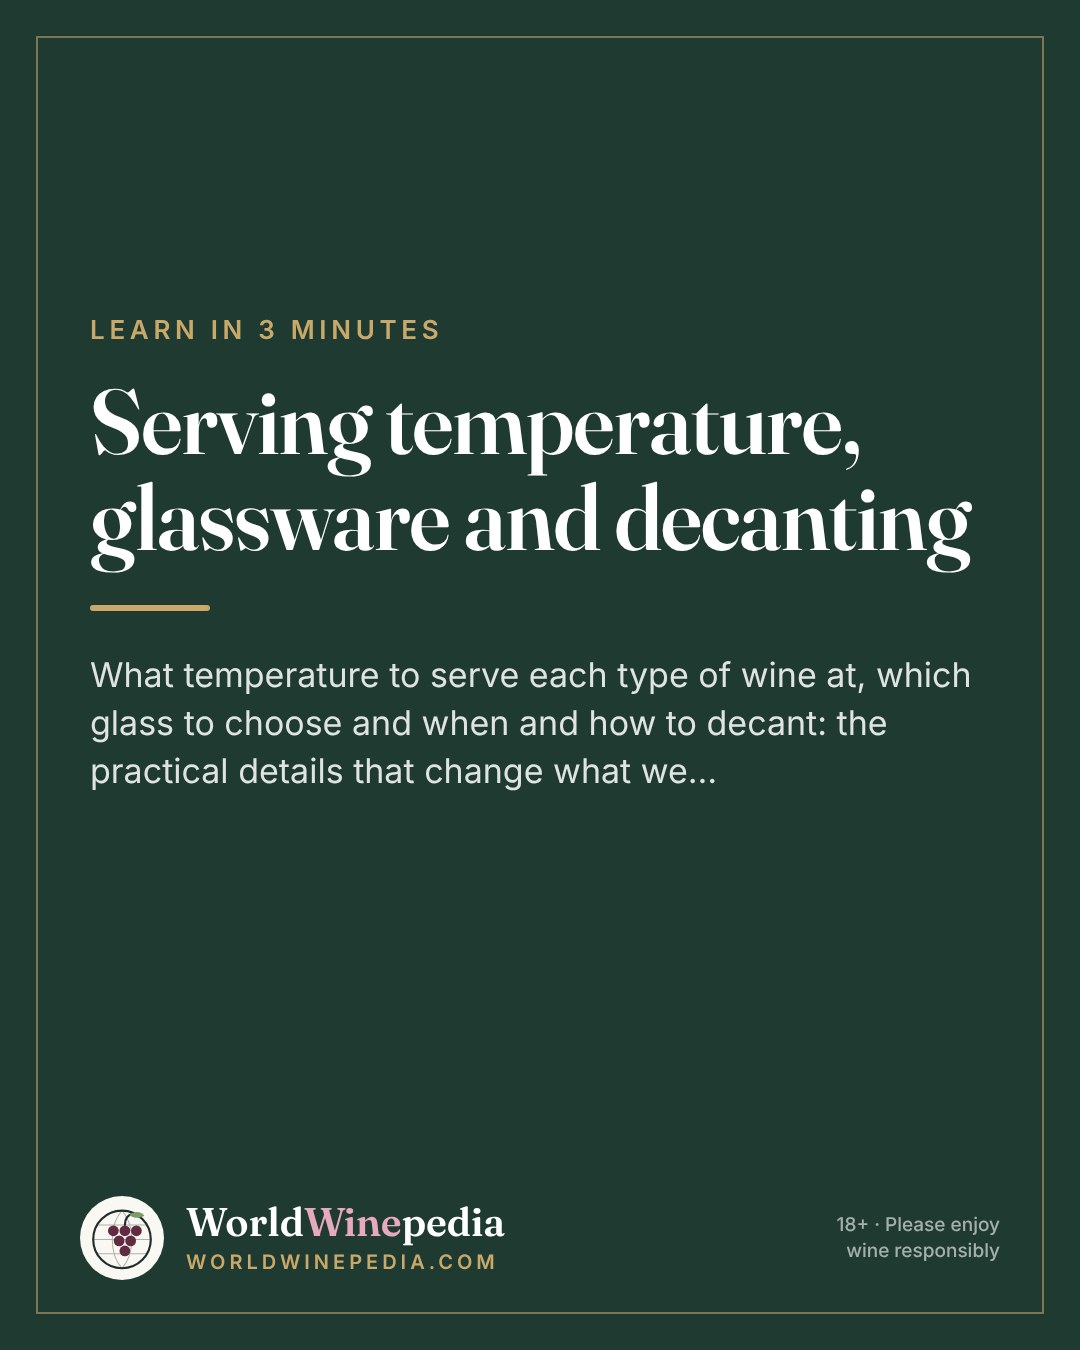 LEARN IN 3 MINUTES
Serving temperature,
glassware and decanting
What temperature to serve each type of wine at, which
glass to choose and when and how to decant: the
practical details that change what we…
WorldWinepedia
WORLDWINEPEDIA.COM
18+ · Please enjoy
wine responsibly